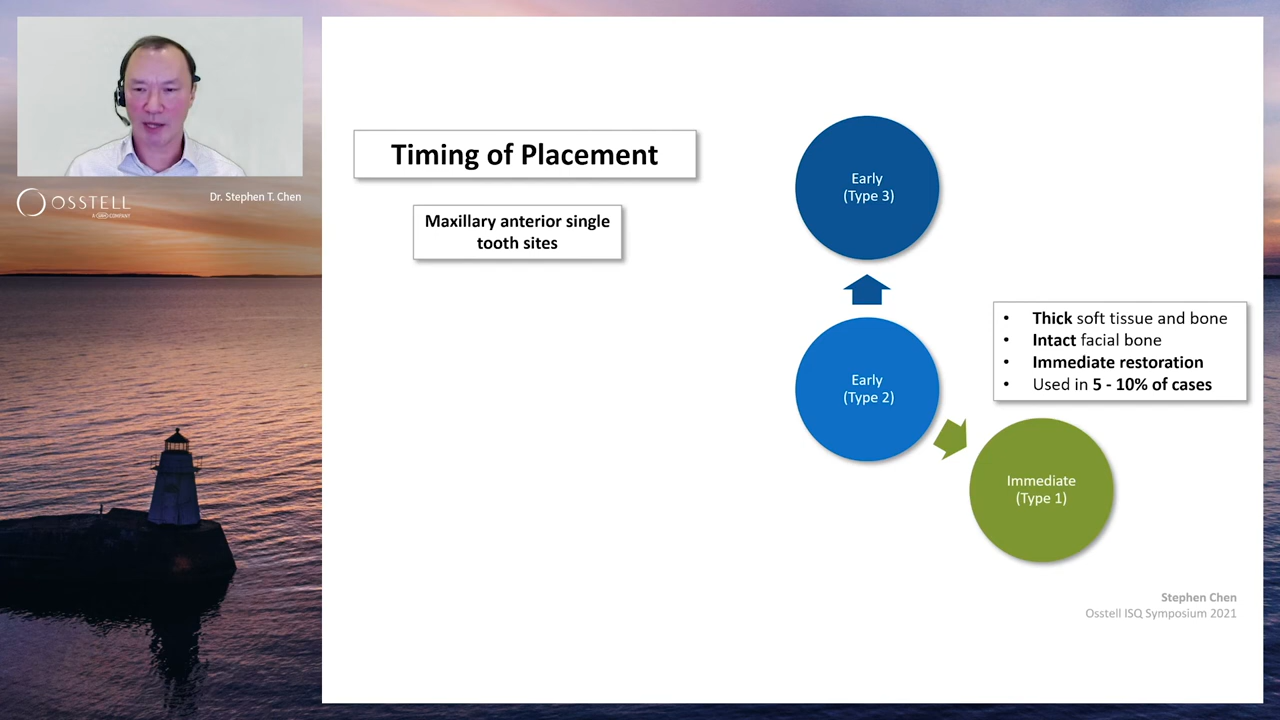 OSSTELL
A W&H COMPANY
Dr. Stephen T. Chen
Timing of Placement
Maxillary anterior single
tooth sites
Early
(Type 3)
Early
(Type 2)
• Thick soft tissue and bone
• Intact facial bone
• Immediate restoration
• Used in 5 - 10% of cases
Immediate
(Type 1)
Stephen Chen
Osstell ISQ Symposium 2021